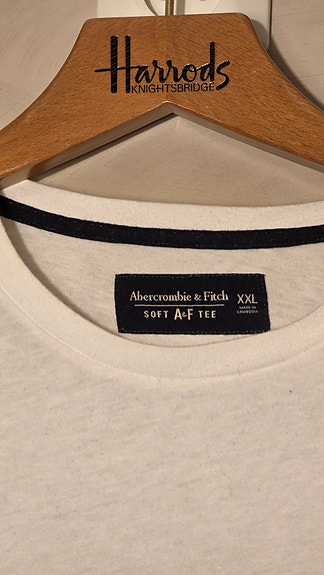 Harrods
KNIGHTSBRIDGE
Abercrombie & Fitch
SOFT A&F TEE
XXL
MADE IN
CAMBODIA